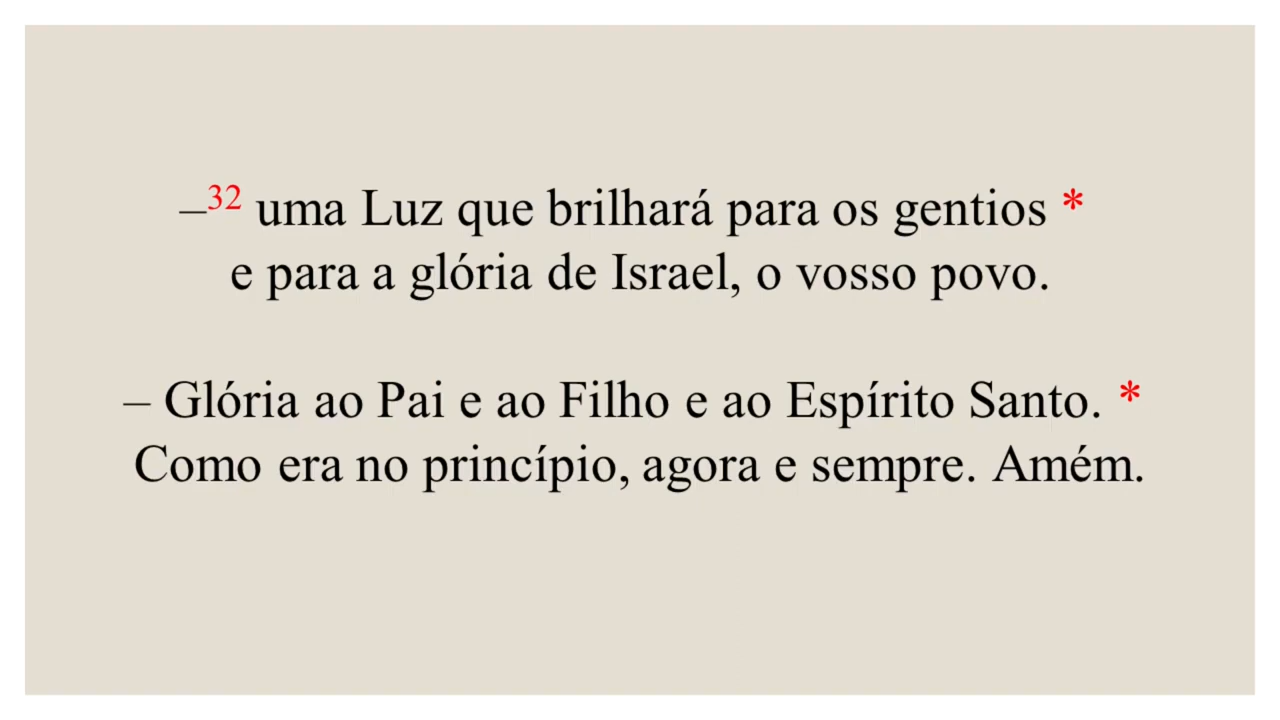 –32 uma Luz que brilhará para os gentios *
e para a glória de Israel, o vosso povo.
– Glória ao Pai e ao Filho e ao Espírito Santo. *
Como era no princípio, agora e sempre. Amém.